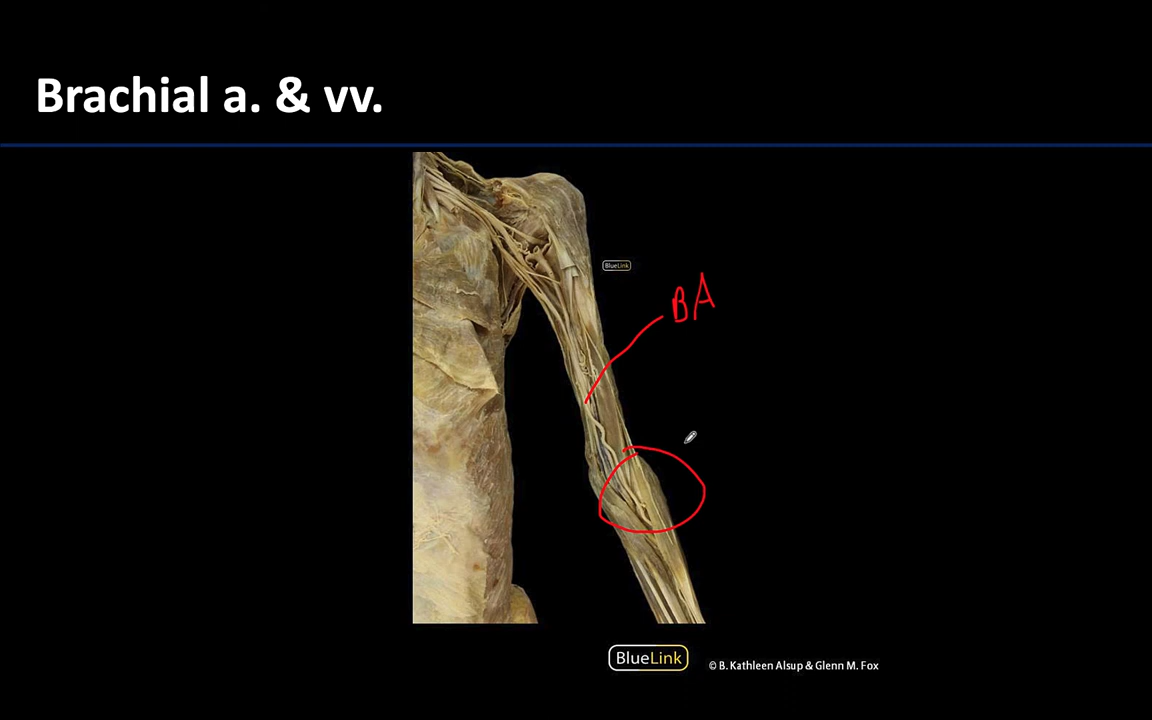 Brachial a. & vv.
BlueLink
BA
BlueLink
© B. Kathleen Alsup & Glenn M. Fox